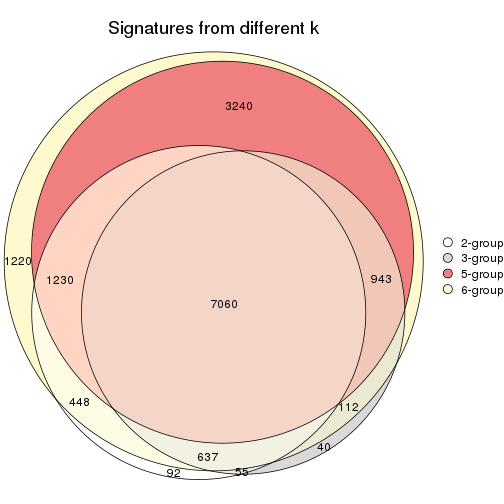 Signatures from different k
3240
1220
1230
943
7060
448
112
637
40
92
55
2-group
3-group
5-group
6-group